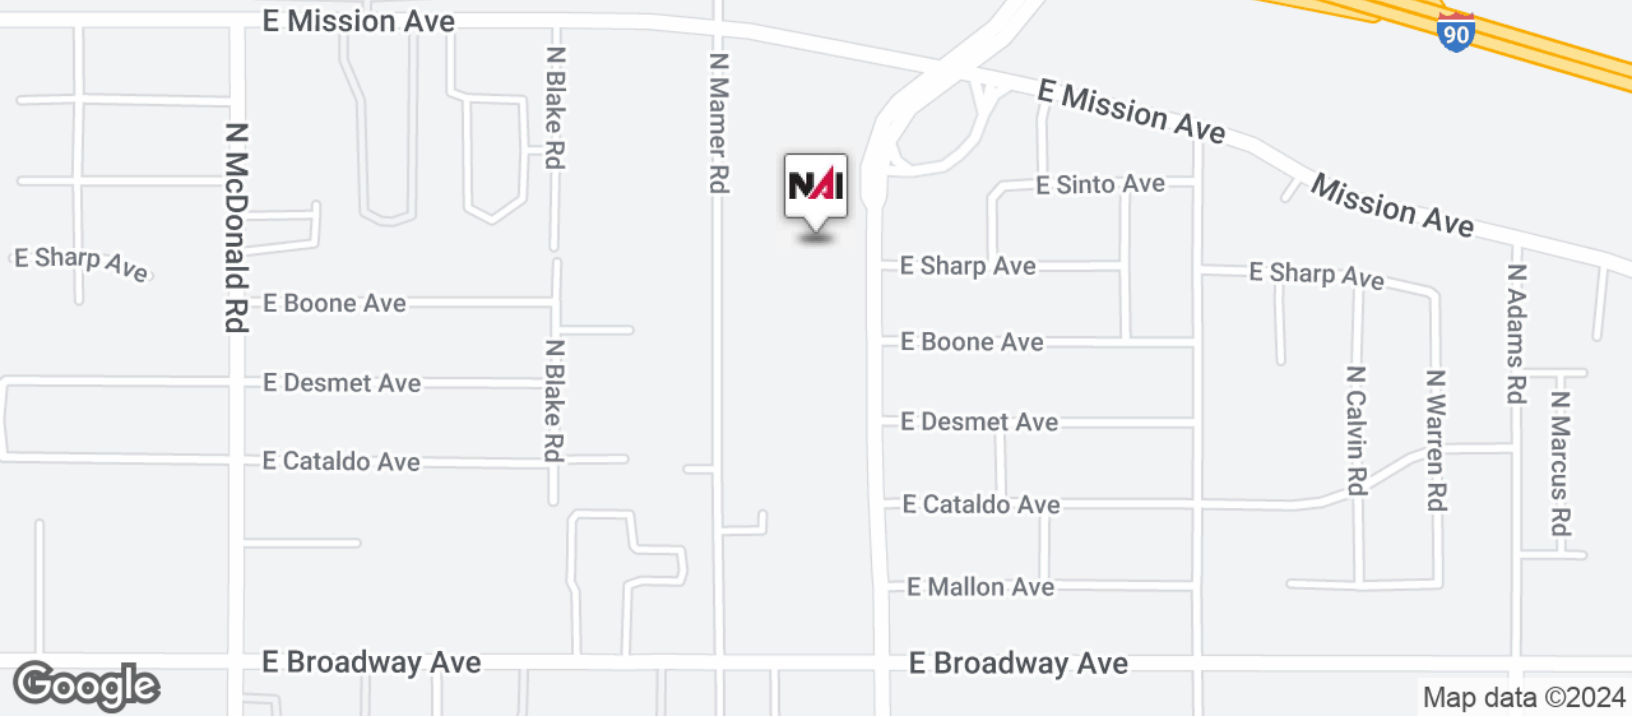 E Mission Ave
90
N Blake Rd
N Mamer Rd
E Mission Ave
N McDonald Rd
NAI
E Sinto Ave
Mission Ave
E Sharp Ave
E Sharp Ave
E Sharp Ave
N Adams Rd
E Boone Ave
E Boone Ave
N Blake Rd
E Desmet Ave
N Calvin Rd
N Warren Rd
N Marcus Rd
E Desmet Ave
E Cataldo Ave
E Cataldo Ave
E Mallon Ave
E Broadway Ave
E Broadway Ave
Google
Map data ©2024